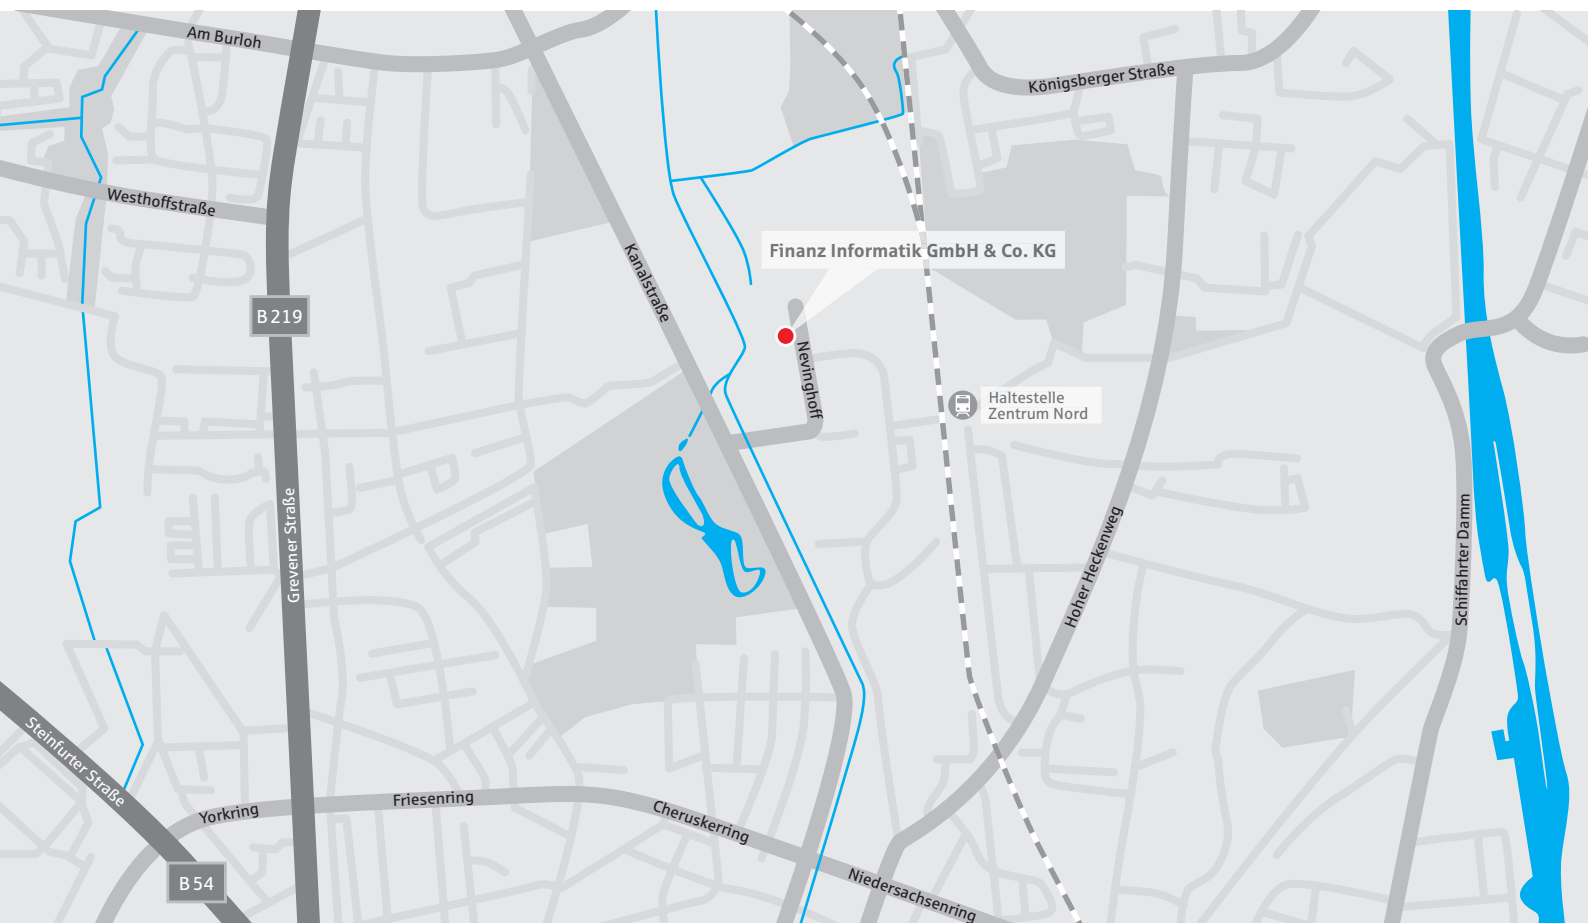 Am Burloh
Königsberger Straße
Westhoffstraße
Kanalstraße
Finanz Informatik GmbH & Co. KG
B 219
Nevinghoff
Haltestelle
Zentrum Nord
Grevener Straße
Hoher Heckenweg
Schiffahrter Damm
Steinfurter Straße
Yorkring
Friesenring
Cheruskerring
B 54
Niedersachsenring